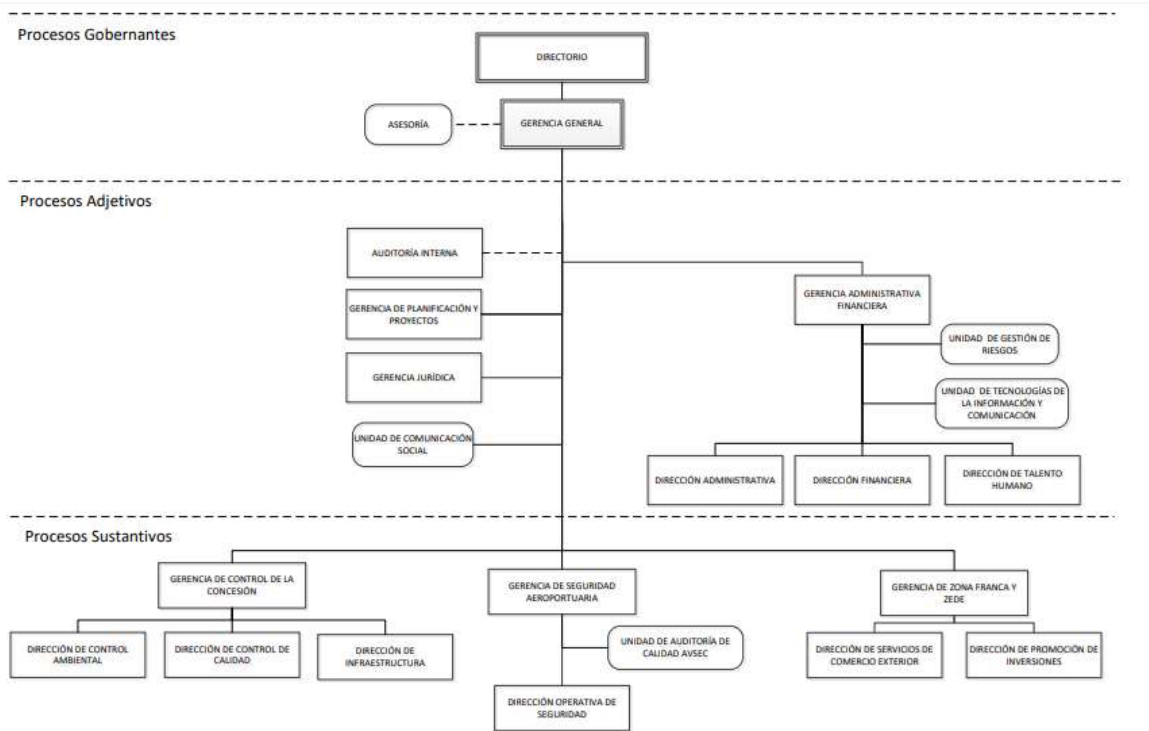 Procesos Gobernantes
DIRECTORIO
ASESORÍA
GERENCIA GENERAL
Procesos Adjetivos
AUDITORÍA INTERNA
GERENCIA DE PLANIFICACIÓN Y
PROYECTOS
GERENCIA JURÍDICA
UNIDAD DE COMUNICACIÓN
SOCIAL
GERENCIA ADMINISTRATIVA
FINANCIERA
UNIDAD DE GESTIÓN DE
RIESGOS
UNIDAD DE TECNOLOGÍAS DE
LA INFORMACIÓN Y
COMUNICACIÓN
DIRECCIÓN ADMINISTRATIVA
DIRECCIÓN FINANCIERA
DIRECCIÓN DE TALENTO
HUMANO
Procesos Sustantivos
GERENCIA DE CONTROL DE LA
CONCESIÓN
GERENCIA DE SEGURIDAD
AEROPORTUARIA
GERENCIA DE ZONA FRANCA Y
ZEDE
DIRECCIÓN DE CONTROL
AMBIENTAL
DIRECCIÓN DE CONTROL DE
CALIDAD
DIRECCIÓN DE
INFRAESTRUCTURA
UNIDAD DE AUDITORÍA DE
CALIDAD AVSEC
DIRECCIÓN DE SERVICIOS DE
COMERCIO EXTERIOR
DIRECCIÓN DE PROMOCIÓN DE
INVERSIONES
DIRECCIÓN OPERATIVA DE
SEGURIDAD